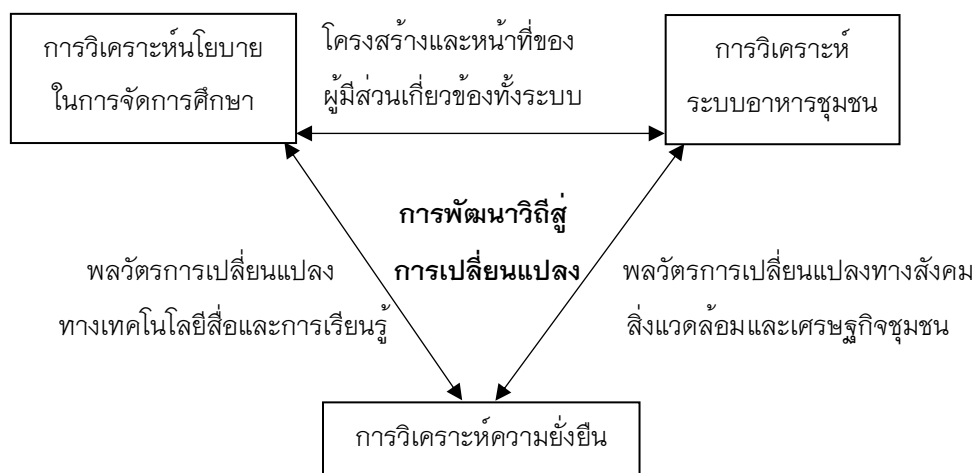 การวิเคราะห์นโยบาย
ในการจัดการศึกษา
โครงสร้างและหน้าที่ของ
ผู้มีส่วนเกี่ยวข้องทั้งระบบ
การวิเคราะห์
ระบบอาหารชุมชน
การพัฒนาวิถีสู่
การเปลี่ยนแปลง
พลวัตรการเปลี่ยนแปลง
ทางเทคโนโลยีสื่อและการเรียนรู้
พลวัตรการเปลี่ยนแปลงทางสังคม
สิ่งแวดล้อมและเศรษฐกิจชุมชน
การวิเคราะห์ความยั่งยืน